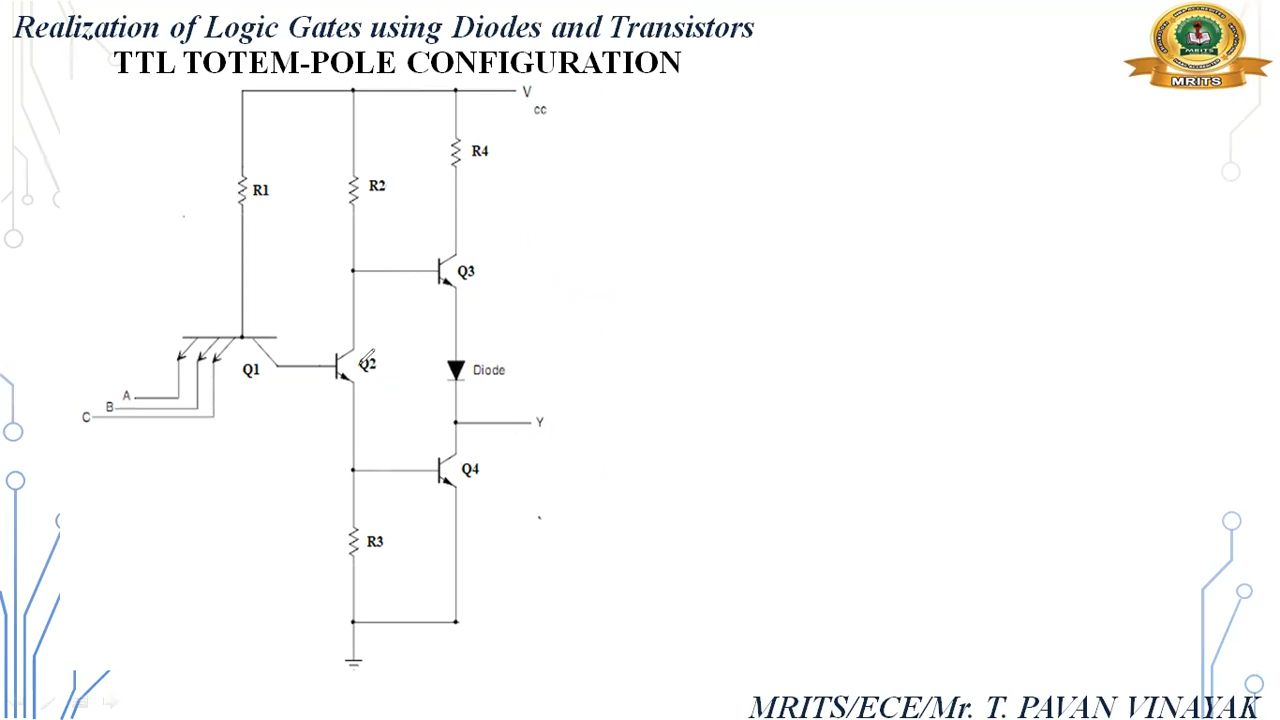 Realization of Logic Gates using Diodes and Transistors
TTL TOTEM-POLE CONFIGURATION
MRITS
MRITS
V
cc
R4
R1
R2
Q3
Q1
Q2
Diode
A
B
C
Y
Q4
R3
MRITS/ECE/Mr. T. PAVAN VINAYAK